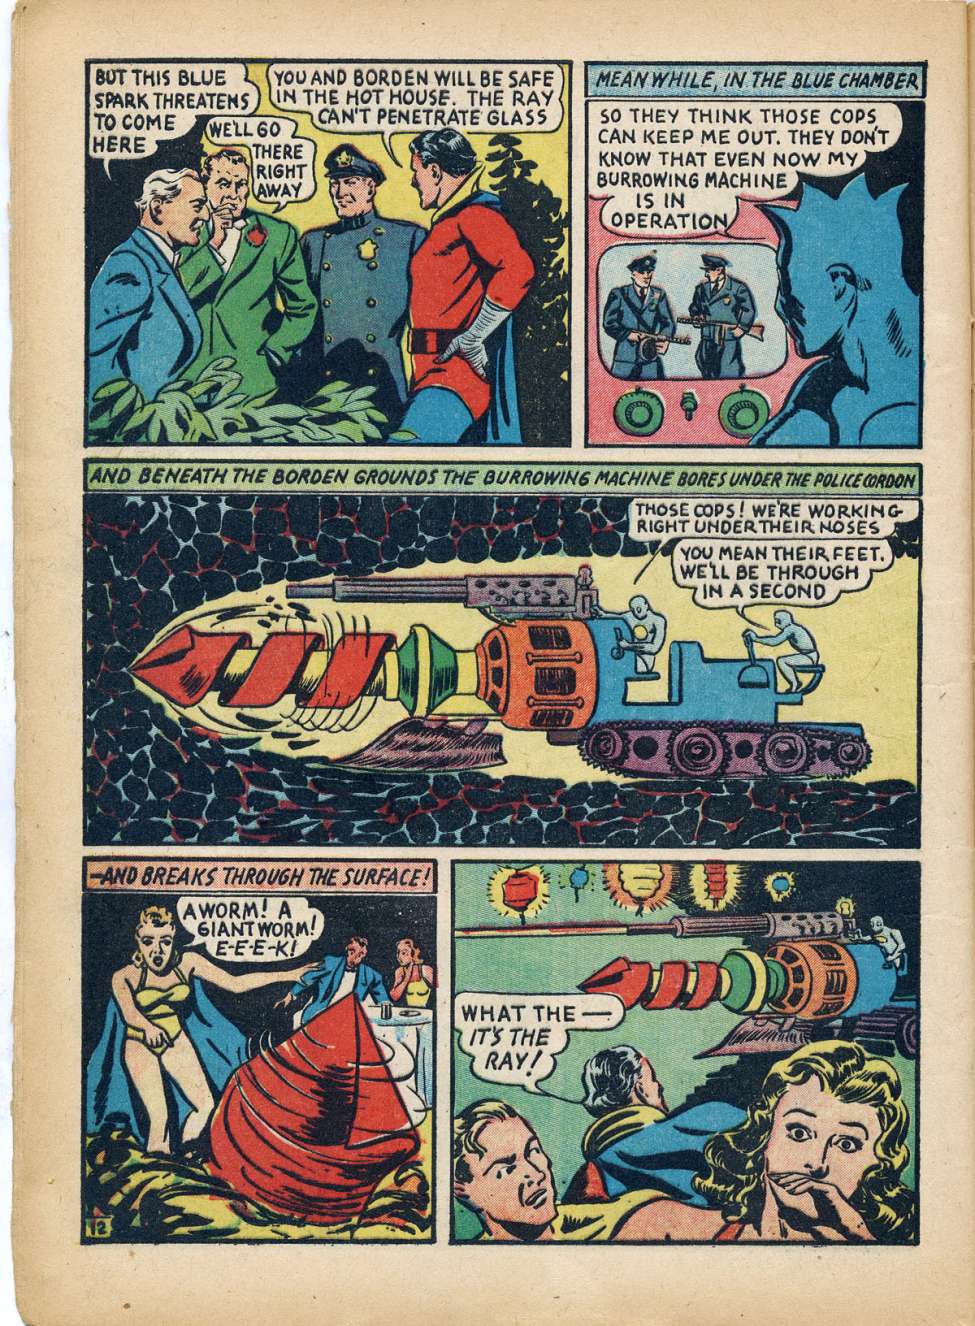 BUT THIS BLUE
SPARK THREATENS
TO COME
HERE
WE'LL GO
THERE
RIGHT
AWAY
YOU AND BORDEN WILL BE SAFE
IN THE HOT HOUSE. THE RAY
CAN'T PENETRATE GLASS
MEANWHILE, IN THE BLUE CHAMBER
SO THEY THINK THOSE COPS
CAN KEEP ME OUT. THEY DON'T
KNOW THAT EVEN NOW MY
BURROWING MACHINE
IS IN
OPERATION
AND BENEATH THE BORDEN GROUNDS THE BURROWING MACHINE BORES UNDER THE POLICE CORDON
THOSE COPS! WE'RE WORKING
RIGHT UNDER THEIR NOSES
YOU MEAN THEIR FEET.
WE'LL BE THROUGH
IN A SECOND
—AND BREAKS THROUGH THE SURFACE!
A WORM! A
GIANT WORM!
E-E-E-K!
WHAT THE —
IT'S THE
RAY!
12